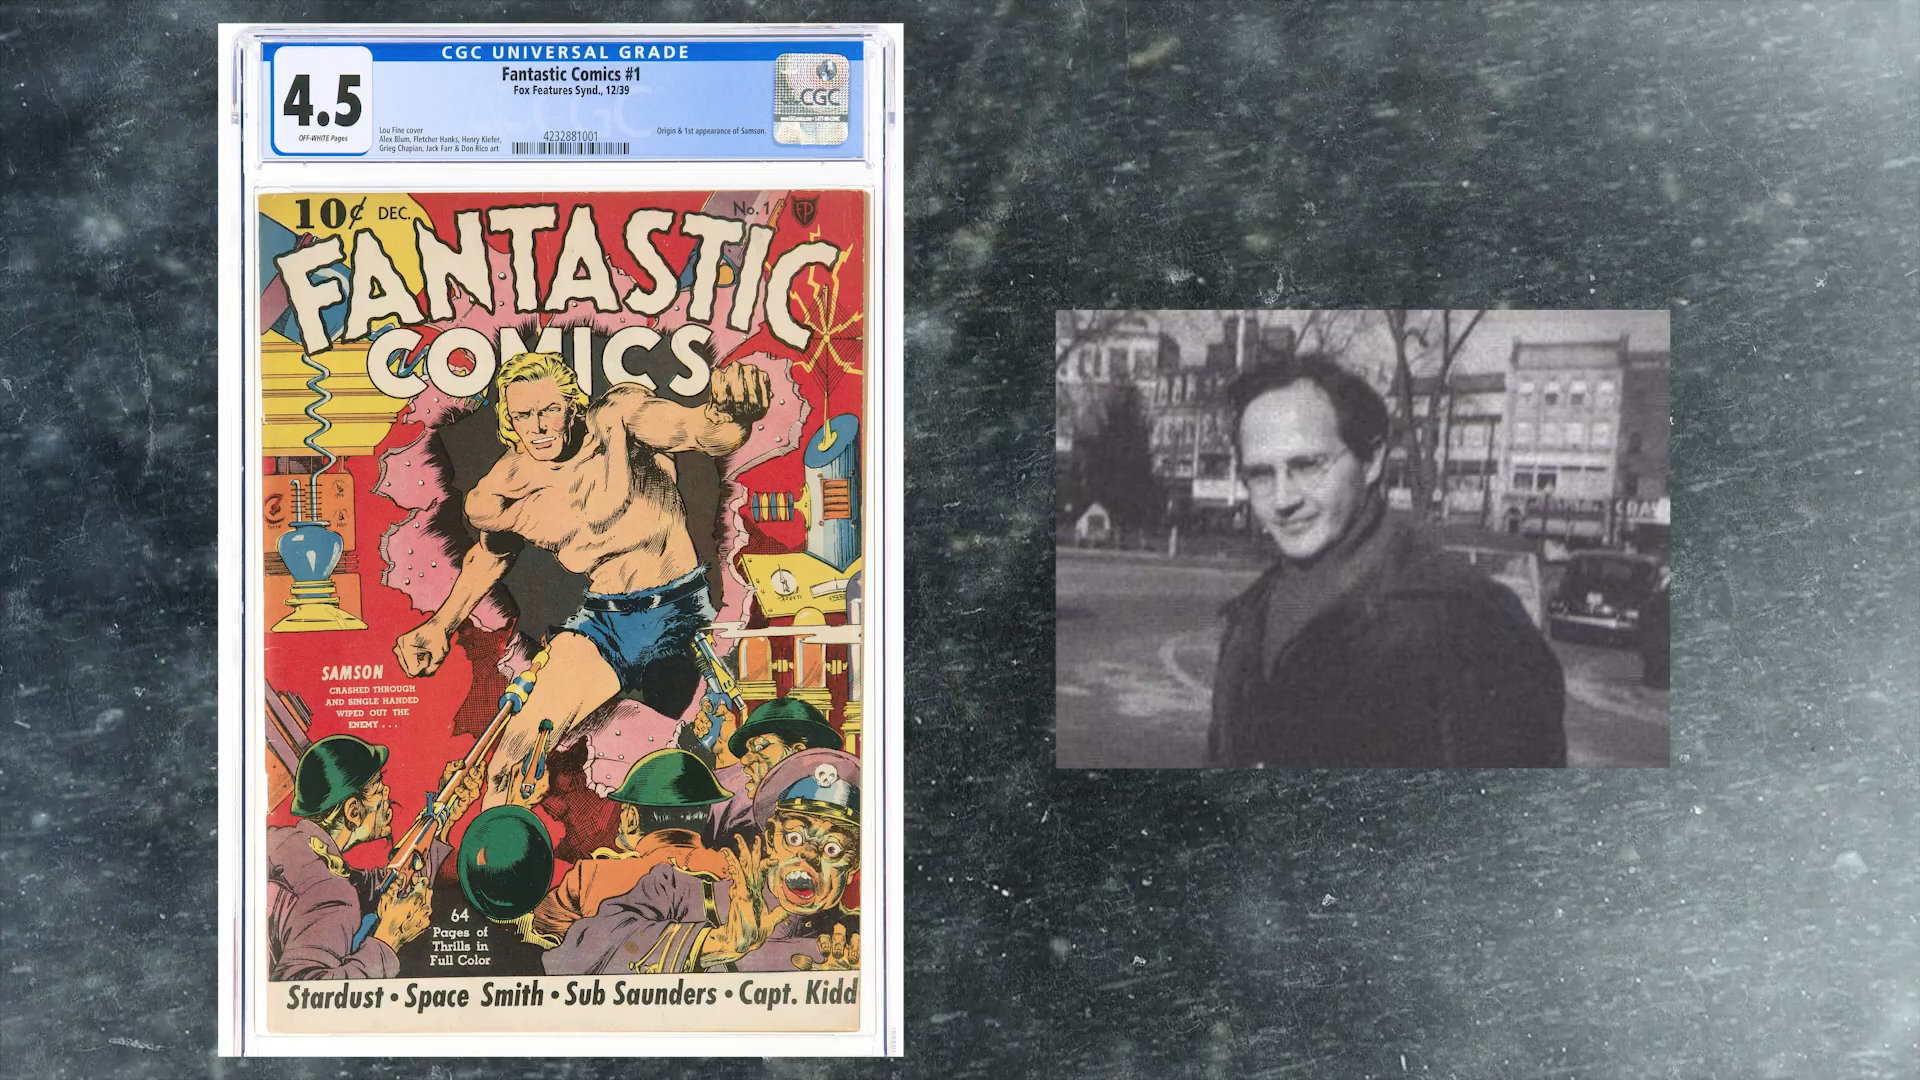 CGC UNIVERSAL GRADE
4.5
OFF-WHITE Pages
Fantastic Comics #1
Fox Features Synd., 12/39
Lou Fine cover
Alex Blum, Fletcher Hanks, Henry Kiefer,
Grieg Chapian, Jack Farr & Don Rico art
4232881001
Origin & 1st appearance of Samson.
CGC
10¢ DEC.
No. 1
FP
FANTASTIC
COMICS
SAMSON
CRASHED THROUGH
AND SINGLE HANDED
WIPED OUT THE
ENEMY...
64
Pages of
Thrills in
Full Color
Stardust • Space Smith • Sub Saunders • Capt. Kidd